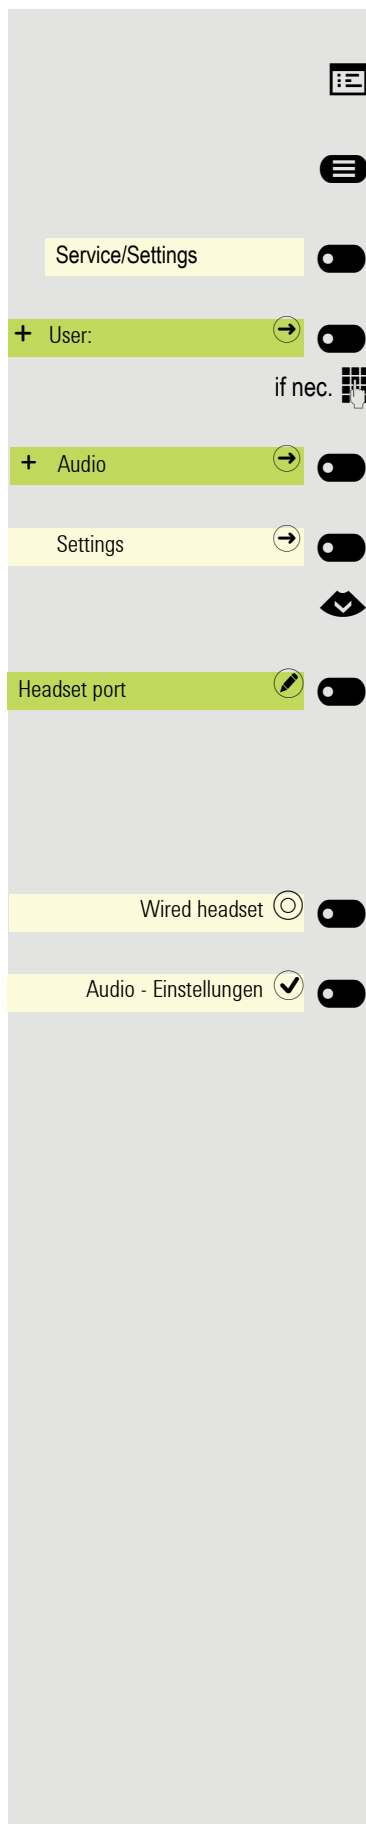 Service/Settings
+ User:
if nec.
+ Audio
Settings
Headset port
Wired headset
Audio - Einstellungen